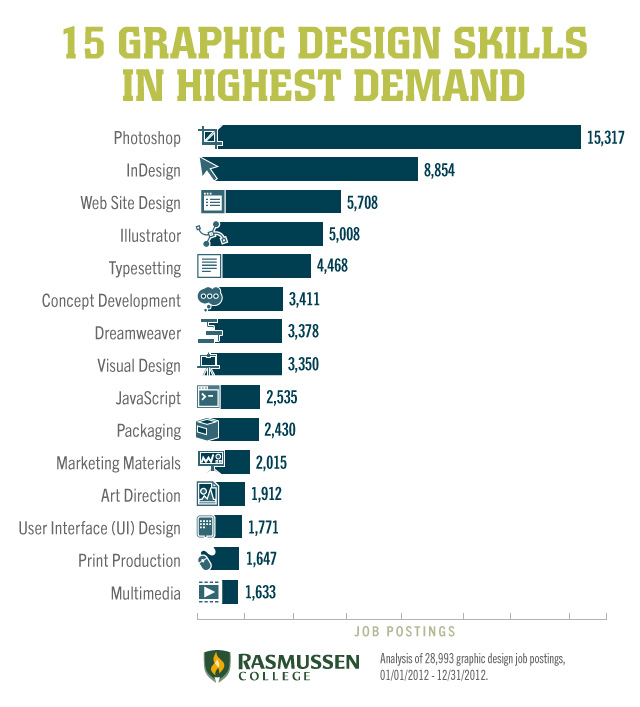 15 GRAPHIC DESIGN SKILLS
IN HIGHEST DEMAND
Photoshop 15,317
InDesign 8,854
Web Site Design 5,708
Illustrator 5,008
Typesetting 4,468
Concept Development 3,411
Dreamweaver 3,378
Visual Design 3,350
JavaScript 2,535
Packaging 2,430
Marketing Materials 2,015
Art Direction 1,912
User Interface (UI) Design 1,771
Print Production 1,647
Multimedia 1,633
JOB POSTINGS
RASMUSSEN
COLLEGE
Analysis of 28,993 graphic design job postings,
01/01/2012 - 12/31/2012.